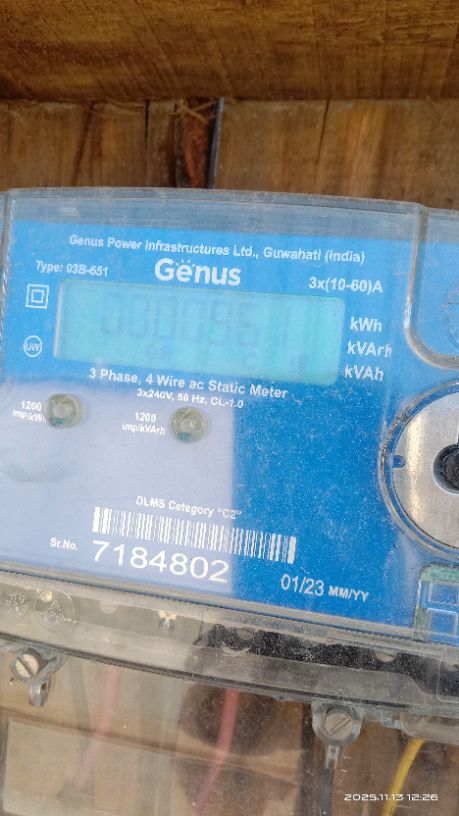 Genus Power Infrastructures Ltd., Guwahati (India)
Type: 03B-651
Genus
3x(10-60)A
kWh
kVArh
kVAh
UW
3 Phase, 4 Wire ac Static Meter
3x240V, 50 Hz, CL-1.0
1200
imp/kWh
1200
imp/kVArh
DLMS Category "C2"
Sr.No. 7184802
01/23 MM/YY
2025.11.13 12:26